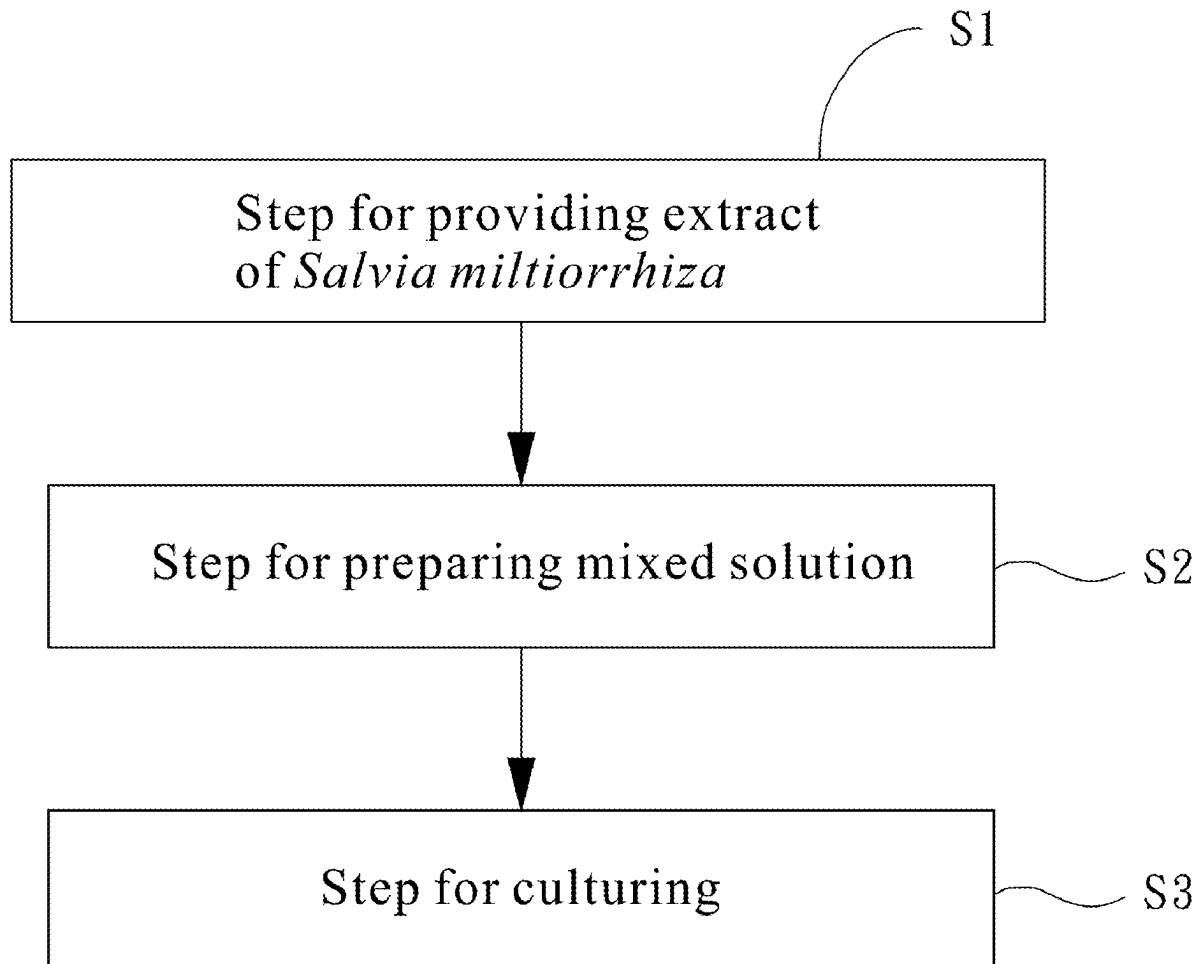 S1
Step for providing extract
of Salvia miltiorrhiza
Step for preparing mixed solution
S2
Step for culturing
S3